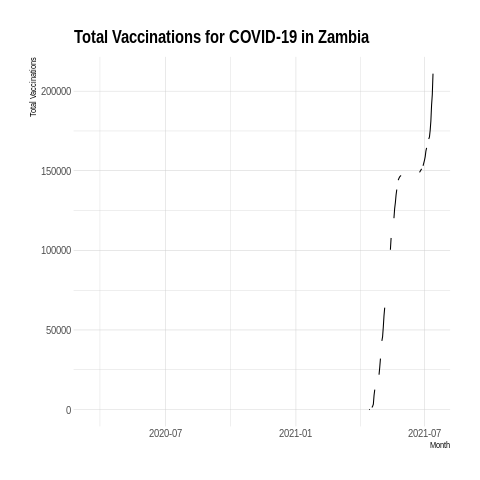 Total Vaccinations for COVID-19 in Zambia
Total Vaccinations
200000
150000
100000
50000
0
2020-07 2021-01 2021-07
Month